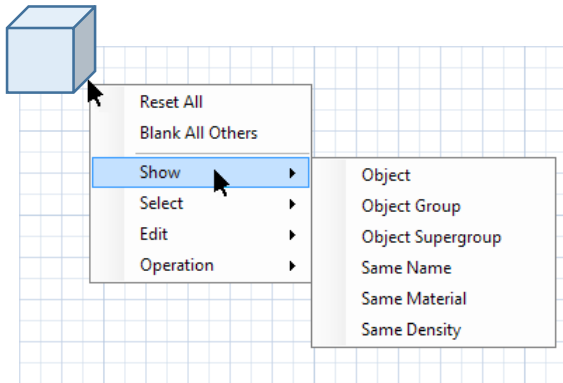 Reset All
Blank All Others
Show
Select
Edit
Operation
Object
Object Group
Object Supergroup
Same Name
Same Material
Same Density